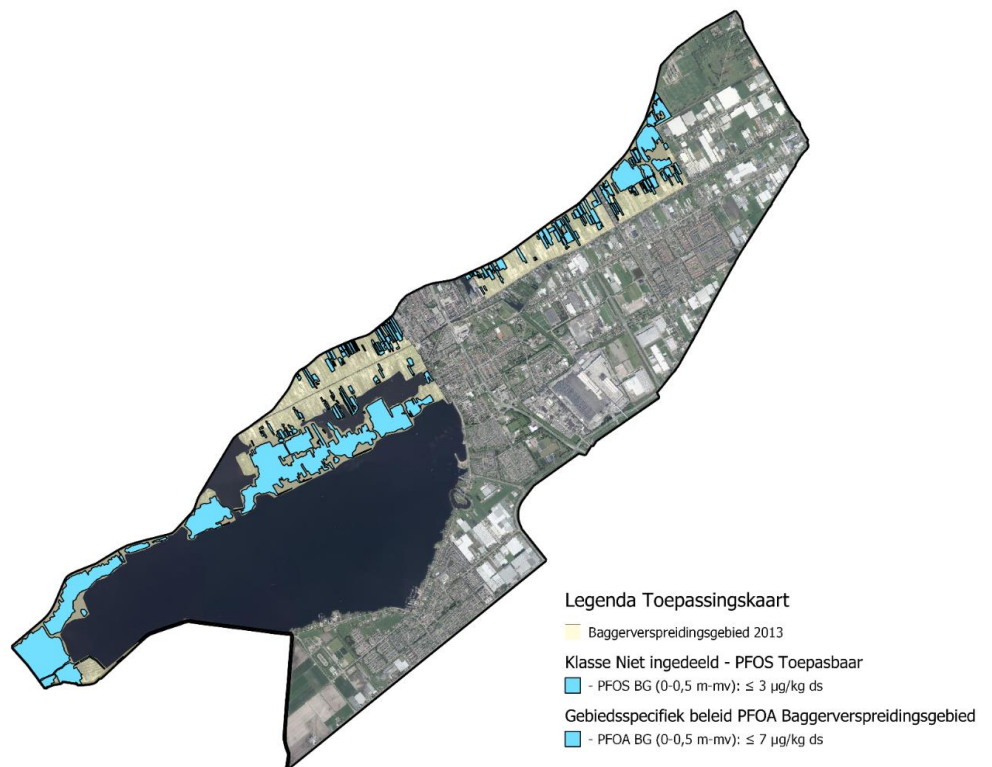 Legenda Toepassingskaart
Baggerverspreidingsgebied 2013
Klasse Niet ingedeeld - PFOS Toepasbaar
- PFOS BG (0-0,5 m-mv): ≤ 3 µg/kg ds
Gebiedsspecifiek beleid PFOA Baggerverspreidingsgebied
- PFOA BG (0-0,5 m-mv): ≤ 7 µg/kg ds